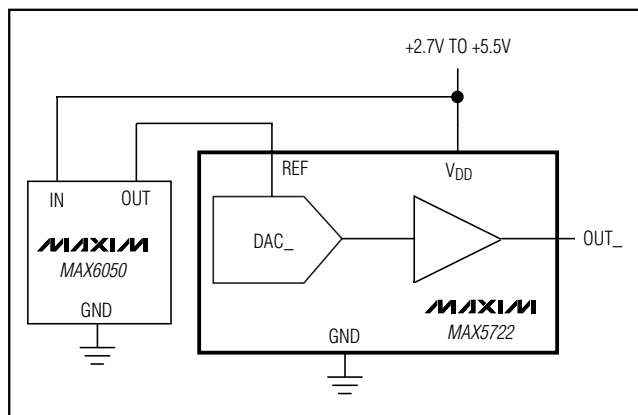 +2.7V TO +5.5V
REF
VDD
IN
OUT
DAC_
OUT_
MAXIM
MAX6050
MAXIM
MAX5722
GND
GND